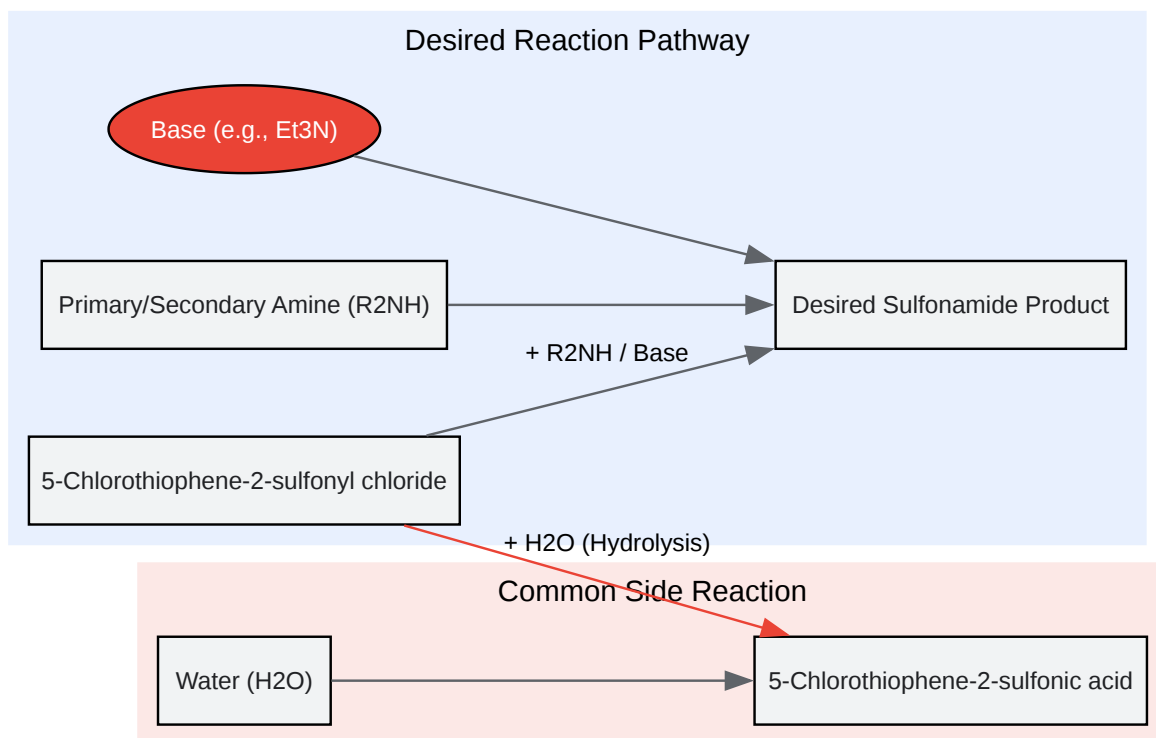 Desired Reaction Pathway
Base (e.g., Et3N)
Primary/Secondary Amine (R2NH)
Desired Sulfonamide Product
+ R2NH / Base
5-Chlorothiophene-2-sulfonyl chloride
+ H2O (Hydrolysis)
Common Side Reaction
Water (H2O)
5-Chlorothiophene-2-sulfonic acid